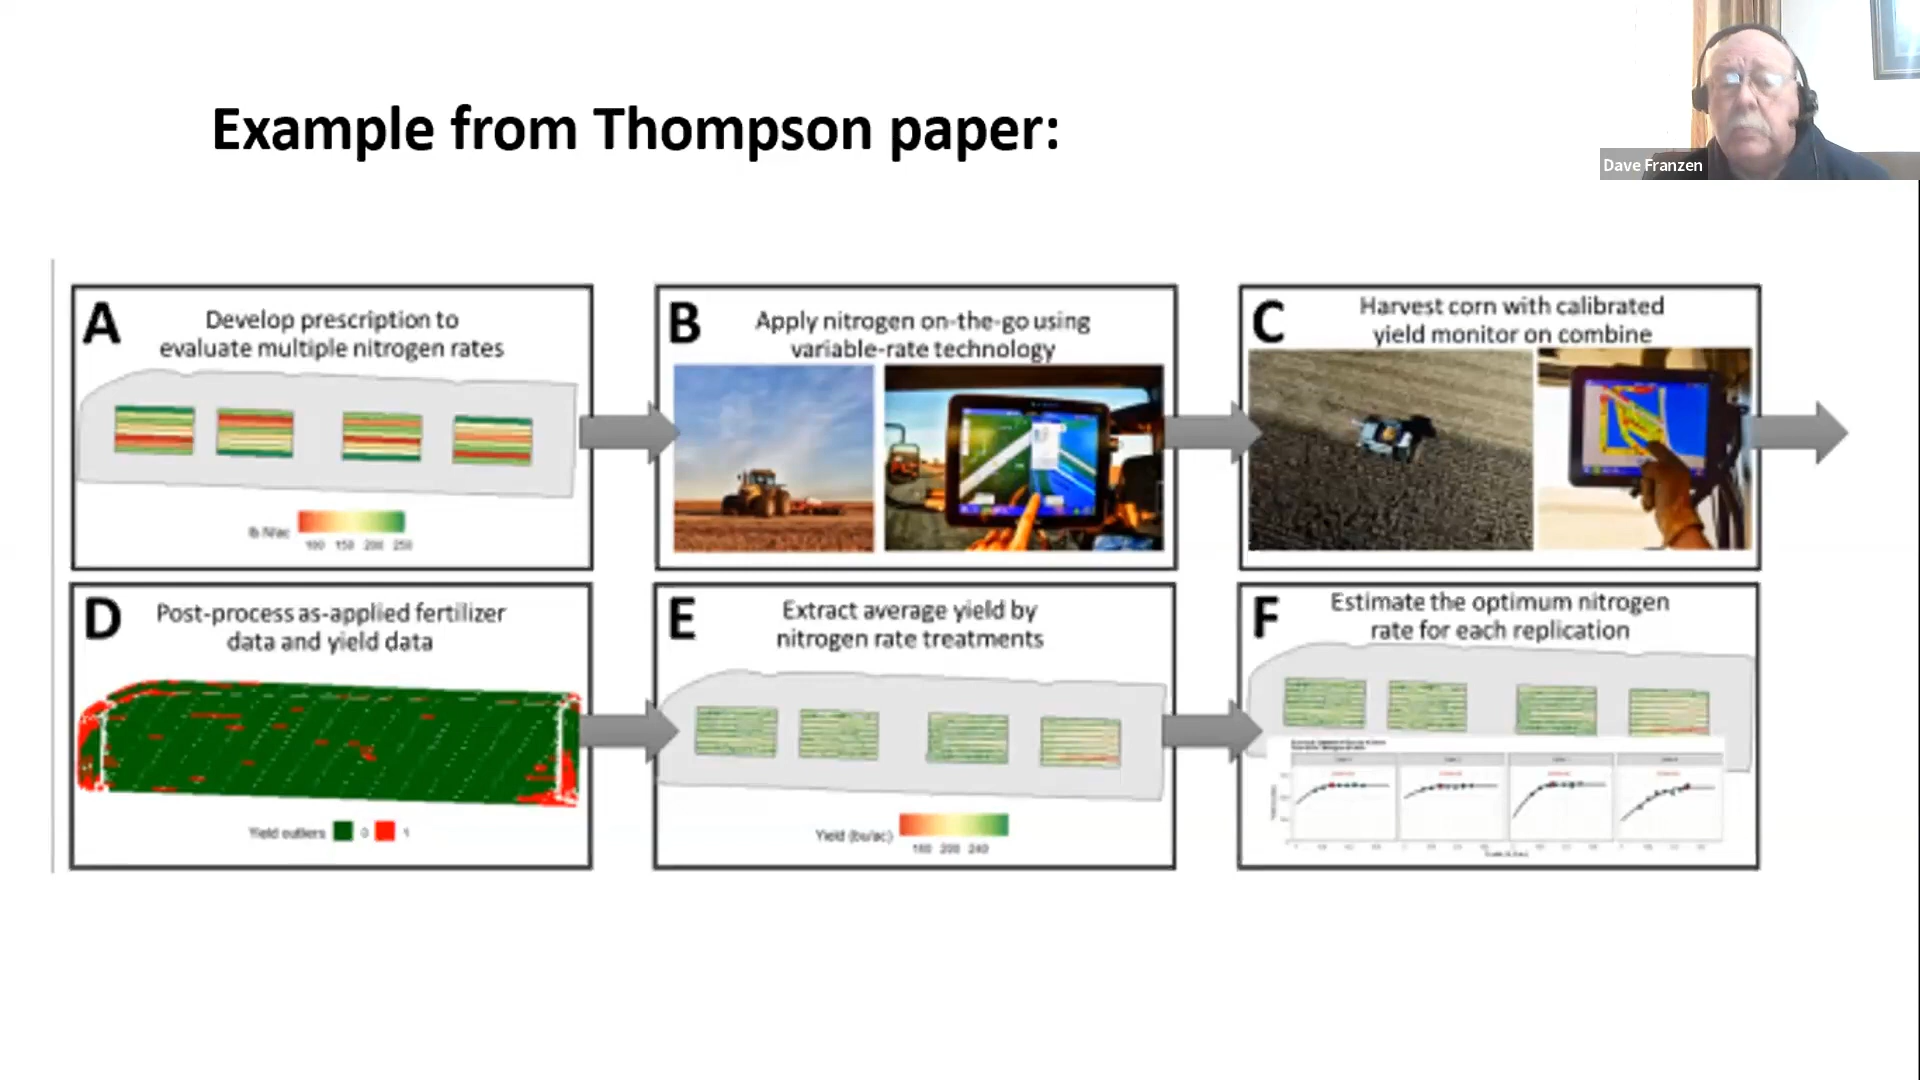 Example from Thompson paper:
Dave Franzen
A
Develop prescription to
evaluate multiple nitrogen rates
lb N/ac
100 150 200 250
B
Apply nitrogen on-the-go using
variable-rate technology
C
Harvest corn with calibrated
yield monitor on combine
D
Post-process as-applied fertilizer
data and yield data
Yield outliers 0 1
E
Extract average yield by
nitrogen rate treatments
Yield (bu/ac)
160 200 240
F
Estimate the optimum nitrogen
rate for each replication